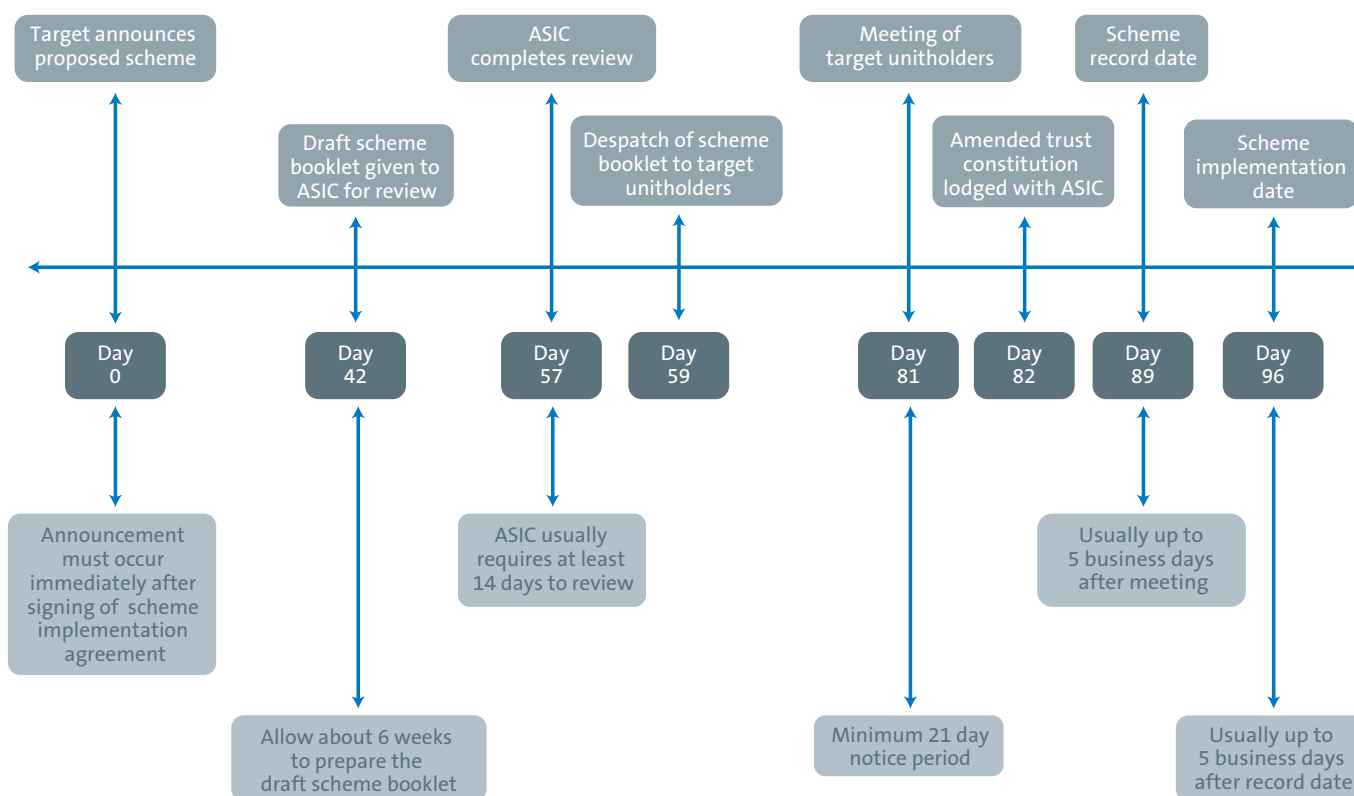 Target announces
proposed scheme
ASIC
completes review
Meeting of
target unitholders
Scheme
record date
Draft scheme
booklet given to
ASIC for review
Despatch of scheme
booklet to target
unitholders
Amended trust
constitution
lodged with ASIC
Scheme
implementation
date
Day
0
Day
42
Day
57
Day
59
Day
81
Day
82
Day
89
Day
96
Announcement
must occur
immediately after
signing of scheme
implementation
agreement
ASIC usually
requires at least
14 days to review
Usually up to
5 business days
after meeting
Allow about 6 weeks
to prepare the
draft scheme booklet
Minimum 21 day
notice period
Usually up to
5 business days
after record date